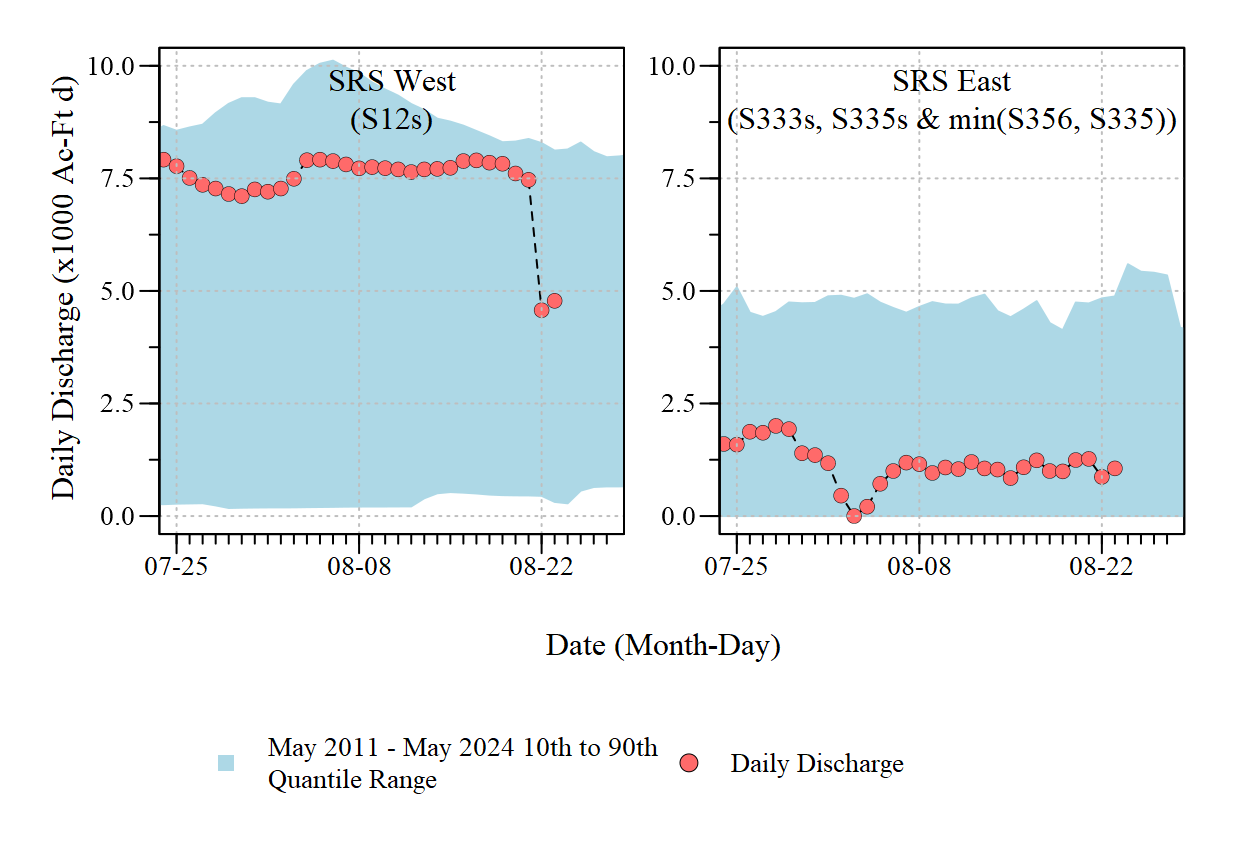 SRS West
(S12s)
SRS East
(S333s, S335s & min(S356, S335))
Daily Discharge (x1000 Ac-Ft d)
10.0
7.5
5.0
2.5
0.0
10.0
7.5
5.0
2.5
0.0
07-25 08-08 08-22
07-25 08-08 08-22
Date (Month-Day)
May 2011 - May 2024 10th to 90th
Quantile Range
Daily Discharge